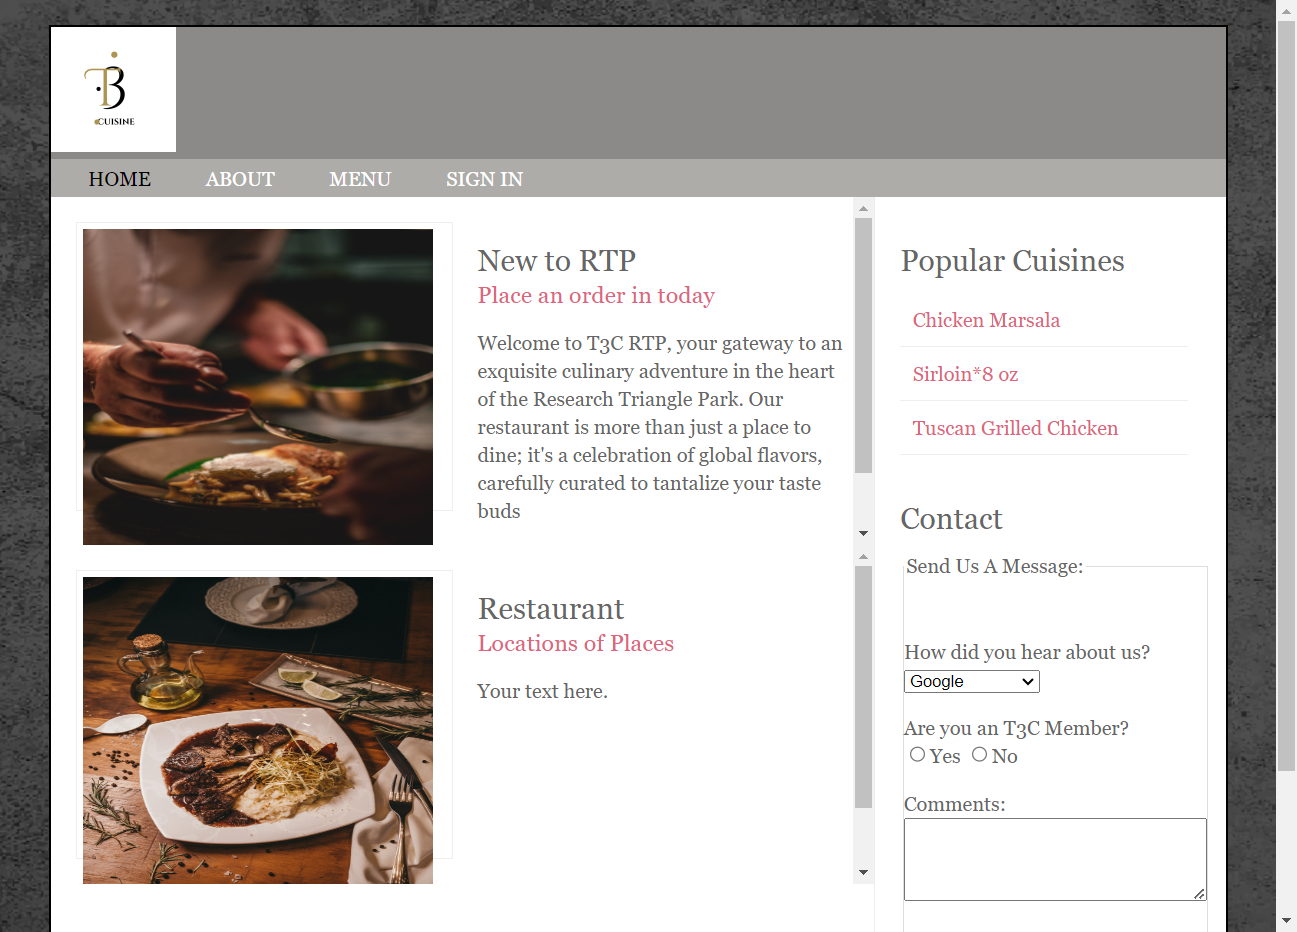 T3
CUISINE
HOME ABOUT MENU SIGN IN
New to RTP
Place an order in today
Welcome to T3C RTP, your gateway to an
exquisite culinary adventure in the heart
of the Research Triangle Park. Our
restaurant is more than just a place to
dine; it's a celebration of global flavors,
carefully curated to tantalize your taste
buds
Restaurant
Locations of Places
Your text here.
Popular Cuisines
Chicken Marsala
Sirloin*8 oz
Tuscan Grilled Chicken
Contact
Send Us A Message:
How did you hear about us?
Google
Are you an T3C Member?
Yes No
Comments: